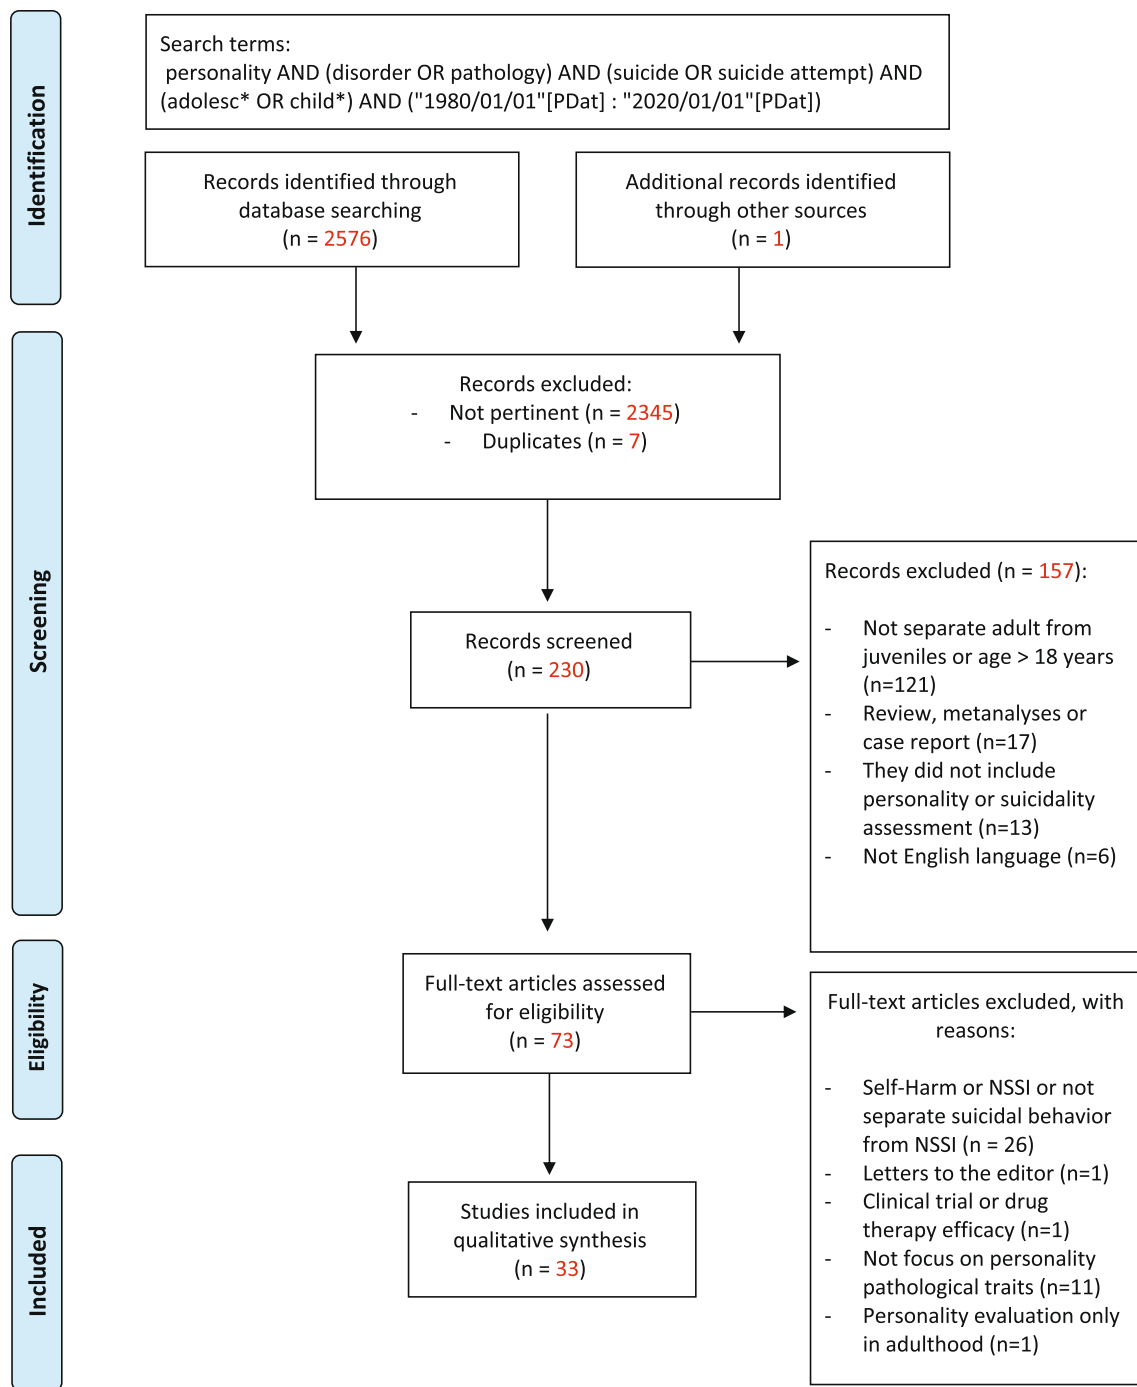 Identification
Search terms:
personality AND (disorder OR pathology) AND (suicide OR suicide attempt) AND
(adolesc* OR child*) AND ("1980/01/01"[PDat] : "2020/01/01"[PDat])
Records identified through
database searching
(n = 2576)
Additional records identified
through other sources
(n = 1)
Screening
Records excluded:
- Not pertinent (n = 2345)
- Duplicates (n = 7)
Records screened
(n = 230)
Records excluded (n = 157):
- Not separate adult from
juveniles or age > 18 years
(n=121)
- Review, metanalyses or
case report (n=17)
- They did not include
personality or suicidality
assessment (n=13)
- Not English language (n=6)
Eligibility
Full-text articles assessed
for eligibility
(n = 73)
Full-text articles excluded, with
reasons:
- Self-Harm or NSSI or not
separate suicidal behavior
from NSSI (n = 26)
- Letters to the editor (n=1)
- Clinical trial or drug
therapy efficacy (n=1)
- Not focus on personality
pathological traits (n=11)
- Personality evaluation only
in adulthood (n=1)
Included
Studies included in
qualitative synthesis
(n = 33)